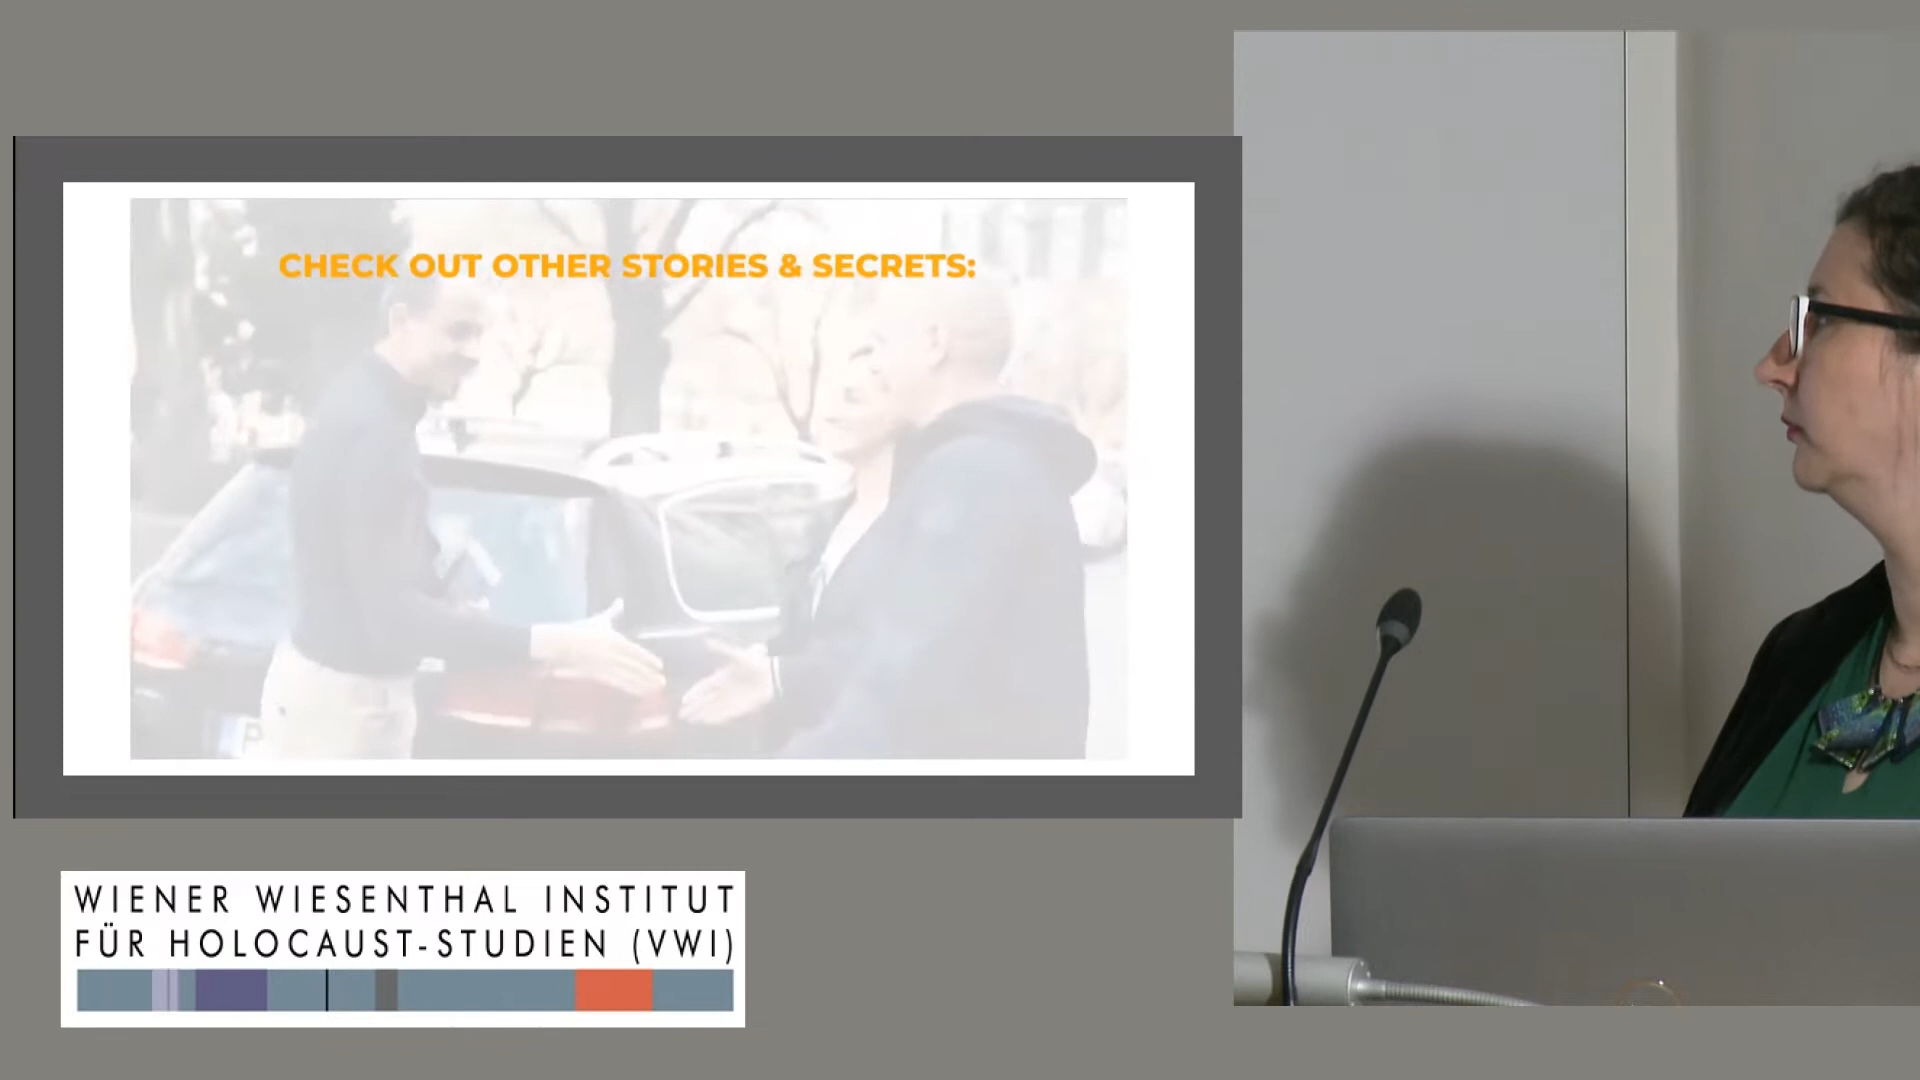 CHECK OUT OTHER STORIES & SECRETS:
WIENER WIESENTHAL INSTITUT
FÜR HOLOCAUST-STUDIEN (VWI)